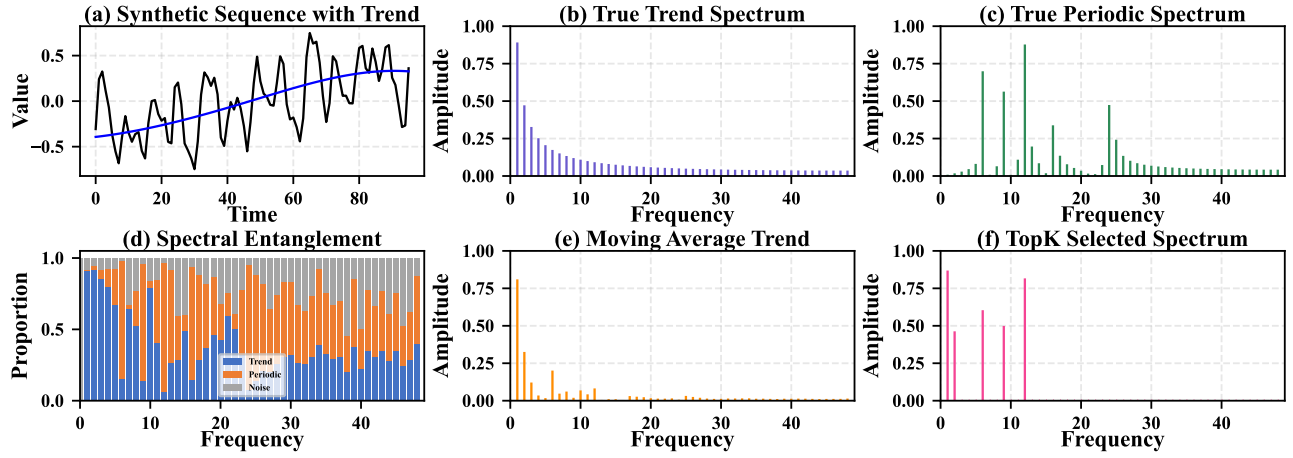 (a) Synthetic Sequence with Trend
Value
0.5
0.0
−0.5
0 20 40 60 80
Time
(b) True Trend Spectrum
Amplitude
1.00
0.75
0.50
0.25
0.00
0 10 20 30 40
Frequency
(c) True Periodic Spectrum
Amplitude
1.00
0.75
0.50
0.25
0.00
0 10 20 30 40
Frequency
(d) Spectral Entanglement
Proportion
1.0
0.5
0.0
Trend
Periodic
Noise
0 10 20 30 40
Frequency
(e) Moving Average Trend
Amplitude
1.00
0.75
0.50
0.25
0.00
0 10 20 30 40
Frequency
(f) TopK Selected Spectrum
Amplitude
1.00
0.75
0.50
0.25
0.00
0 10 20 30 40
Frequency